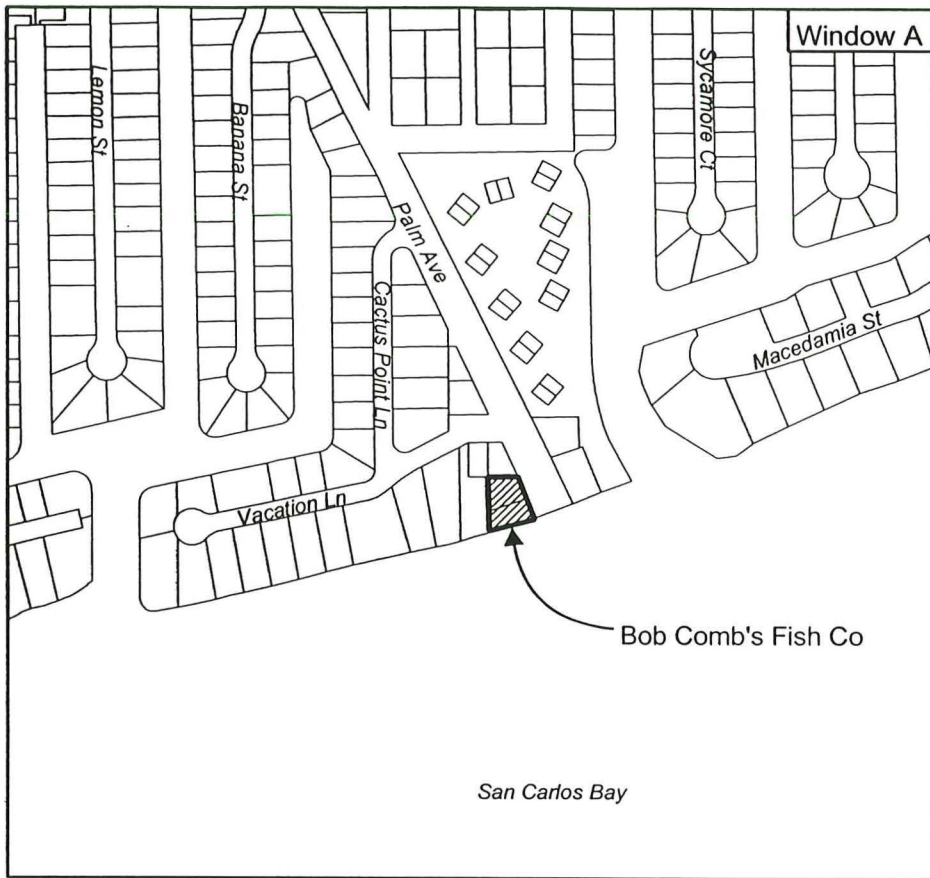 Window A
Lemon St
Banana St
Sycamore Ct
Palm Ave
Cactus Point Ln
Macedamia St
Vacation Ln
Bob Comb's Fish Co
San Carlos Bay